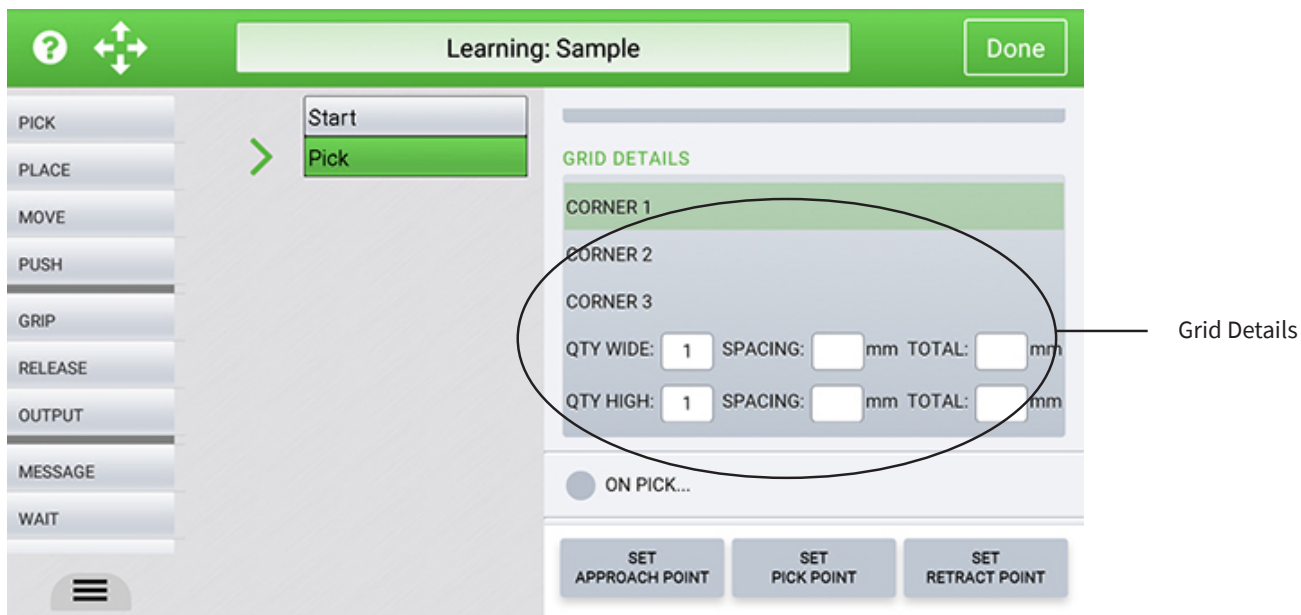 ?
Learning: Sample
Done
PICK
PLACE
MOVE
PUSH
GRIP
RELEASE
OUTPUT
MESSAGE
WAIT
Start
Pick
GRID DETAILS
CORNER 1
CORNER 2
CORNER 3
QTY WIDE: 1 SPACING: mm TOTAL: mm
QTY HIGH: 1 SPACING: mm TOTAL: mm
ON PICK...
SET
APPROACH POINT
SET
PICK POINT
SET
RETRACT POINT
Grid Details